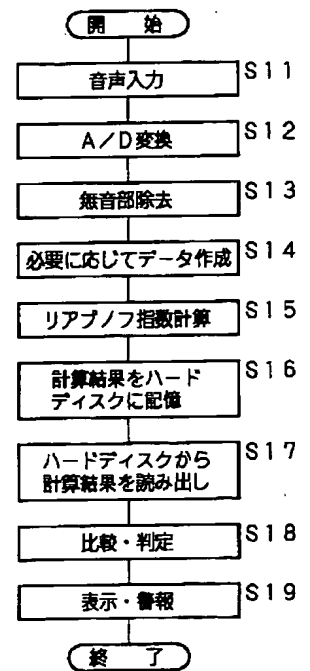 開 始
音声入力 S11
A/D変換 S12
無音部除去 S13
必要に応じてデータ作成 S14
リアプノフ指数計算 S15
計算結果をハード S16
ディスクに記憶
ハードディスクから S17
計算結果を読み出し
比較・判定 S18
表示・警報 S19
終 了